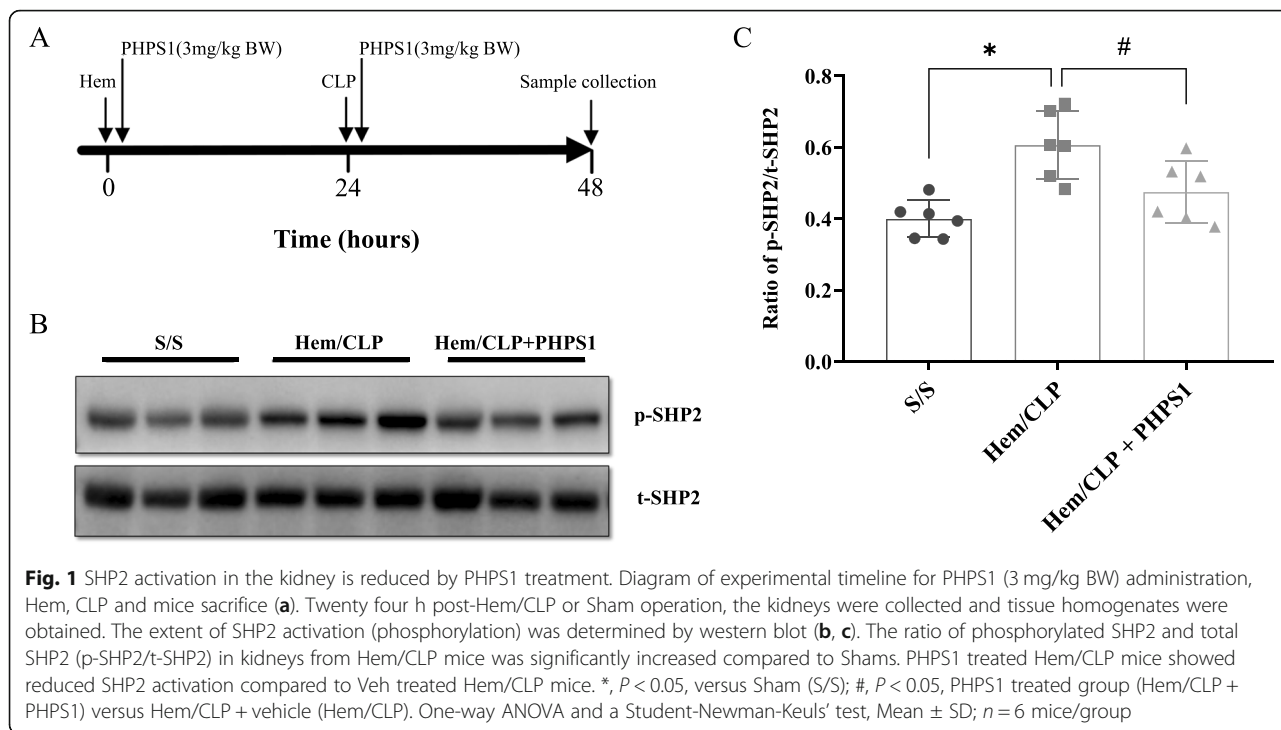 A
PHPS1(3mg/kg BW) PHPS1(3mg/kg BW)
Hem CLP Sample collection
0 24 48
Time (hours)
B
S/S Hem/CLP Hem/CLP+PHPS1
p-SHP2
t-SHP2
C
* #
Ratio of p-SHP2/t-SHP2
0.8
0.6
0.4
0.2
0.0
S/S
Hem/CLP
Hem/CLP + PHPS1
Fig. 1 SHP2 activation in the kidney is reduced by PHPS1 treatment. Diagram of experimental timeline for PHPS1 (3 mg/kg BW) administration,
Hem, CLP and mice sacrifice (a). Twenty four h post-Hem/CLP or Sham operation, the kidneys were collected and tissue homogenates were
obtained. The extent of SHP2 activation (phosphorylation) was determined by western blot (b, c). The ratio of phosphorylated SHP2 and total
SHP2 (p-SHP2/t-SHP2) in kidneys from Hem/CLP mice was significantly increased compared to Shams. PHPS1 treated Hem/CLP mice showed
reduced SHP2 activation compared to Veh treated Hem/CLP mice. *, P < 0.05, versus Sham (S/S); #, P < 0.05, PHPS1 treated group (Hem/CLP +
PHPS1) versus Hem/CLP + vehicle (Hem/CLP). One-way ANOVA and a Student-Newman-Keuls' test, Mean ± SD; n = 6 mice/group